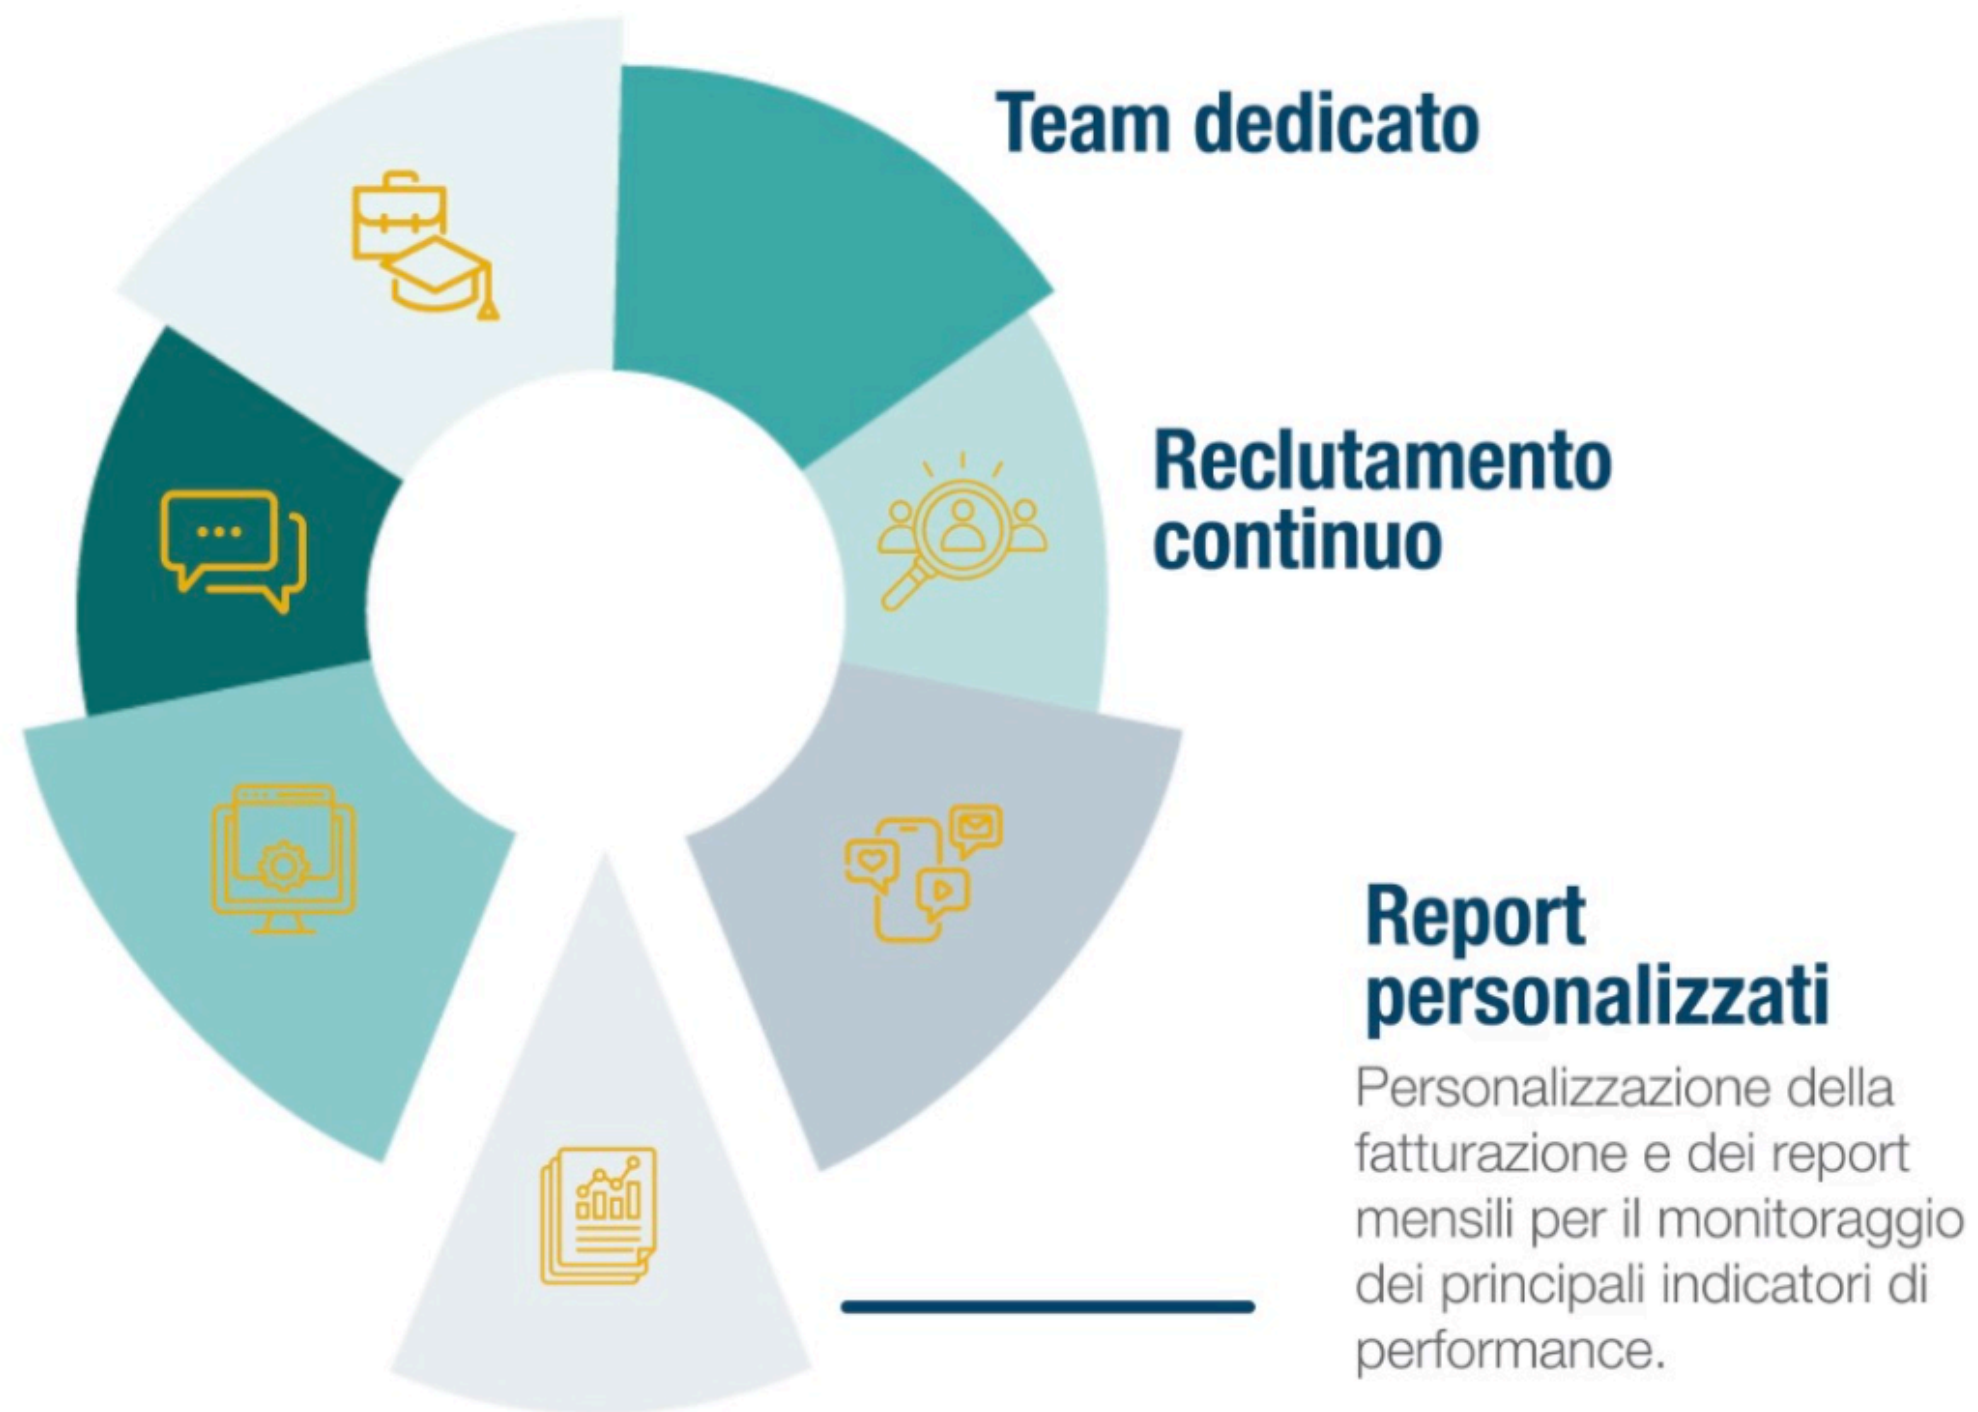 Team dedicato
Reclutamento
continuo
Report
personalizzati
Personalizzazione della
fatturazione e dei report
mensili per il monitoraggio
dei principali indicatori di
performance.